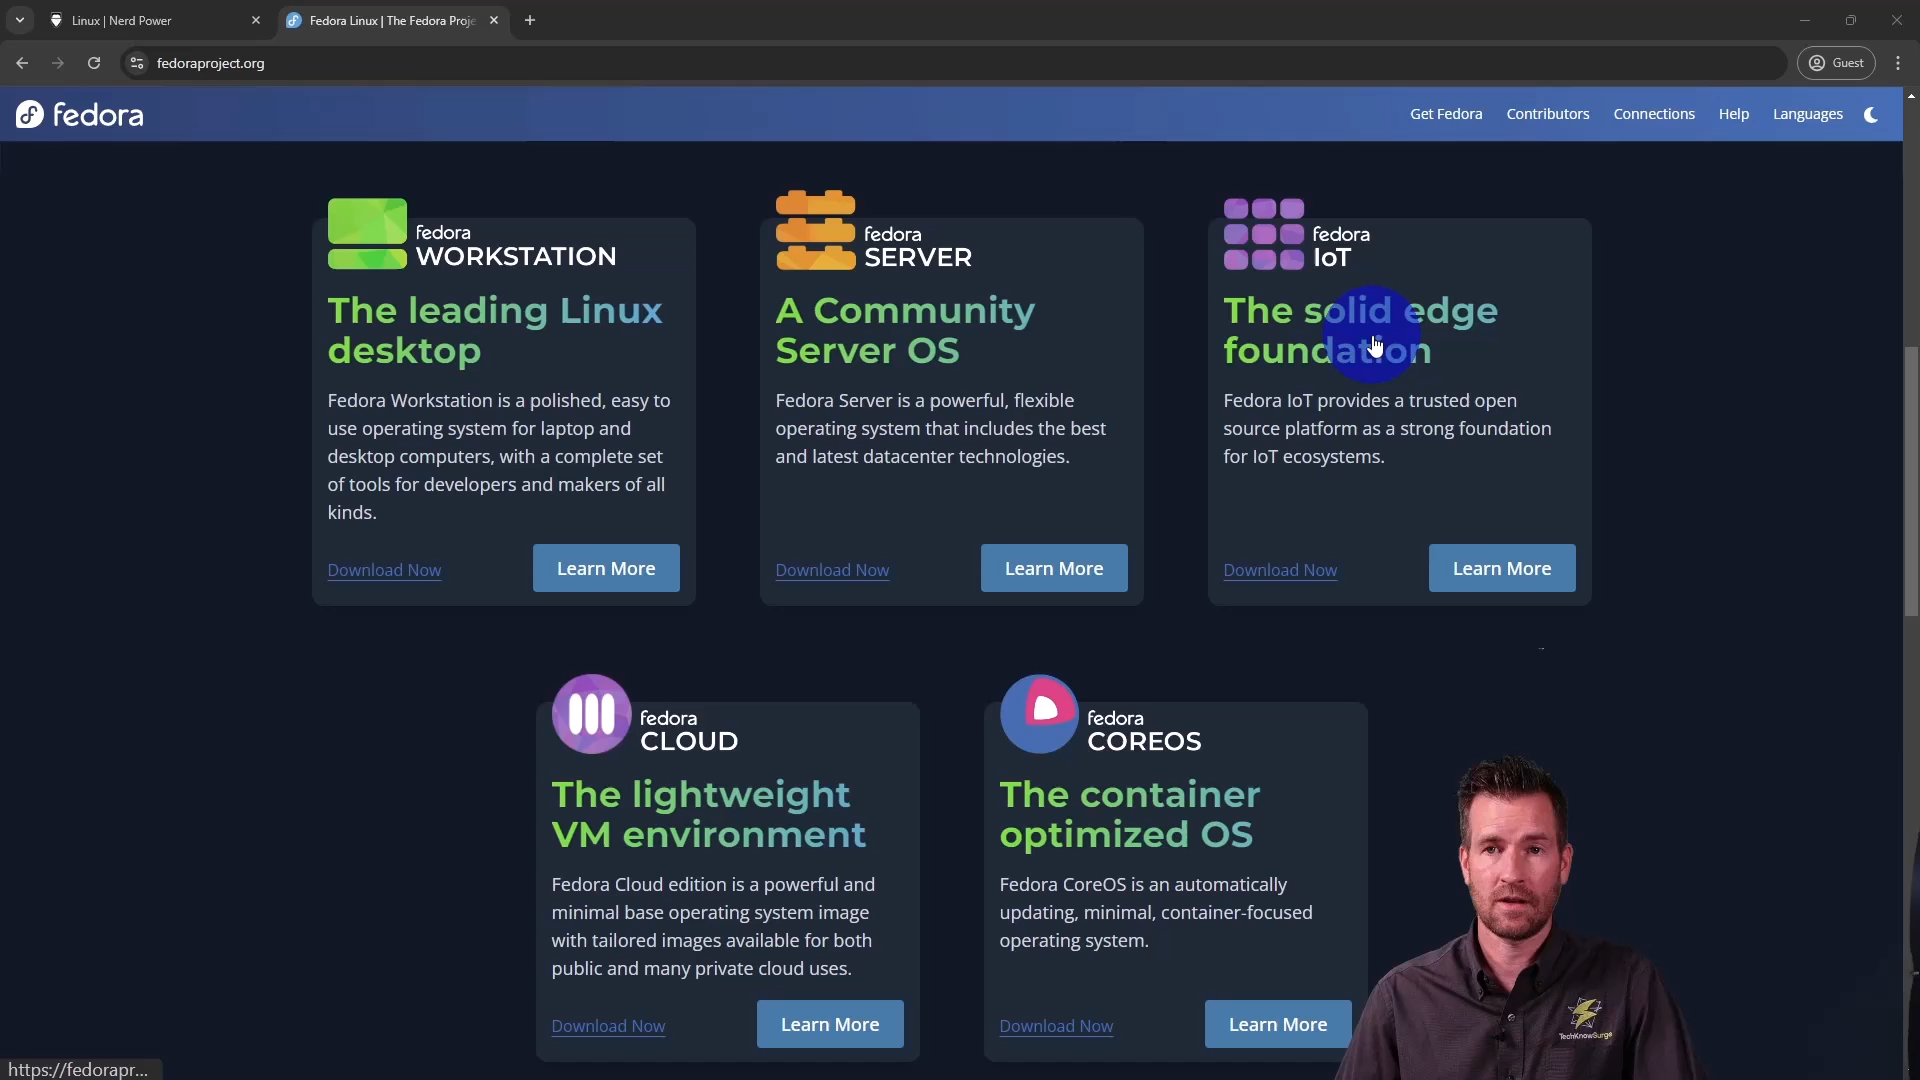 Linux | Nerd Power
Fedora Linux | The Fedora Proje
fedoraproject.org
Guest
fedora
Get Fedora
Contributors
Connections
Help
Languages
fedora
WORKSTATION
The leading Linux
desktop
Fedora Workstation is a polished, easy to
use operating system for laptop and
desktop computers, with a complete set
of tools for developers and makers of all
kinds.
Download Now
Learn More
fedora
SERVER
A Community
Server OS
Fedora Server is a powerful, flexible
operating system that includes the best
and latest datacenter technologies.
Download Now
Learn More
fedora
IoT
The solid edge
foundation
Fedora IoT provides a trusted open
source platform as a strong foundation
for IoT ecosystems.
Download Now
Learn More
fedora
CLOUD
The lightweight
VM environment
Fedora Cloud edition is a powerful and
minimal base operating system image
with tailored images available for both
public and many private cloud uses.
Download Now
Learn More
fedora
COREOS
The container
optimized OS
Fedora CoreOS is an automatically
updating, minimal, container-focused
operating system.
Download Now
Learn More
TechKnowSurge
https://fedorapr...